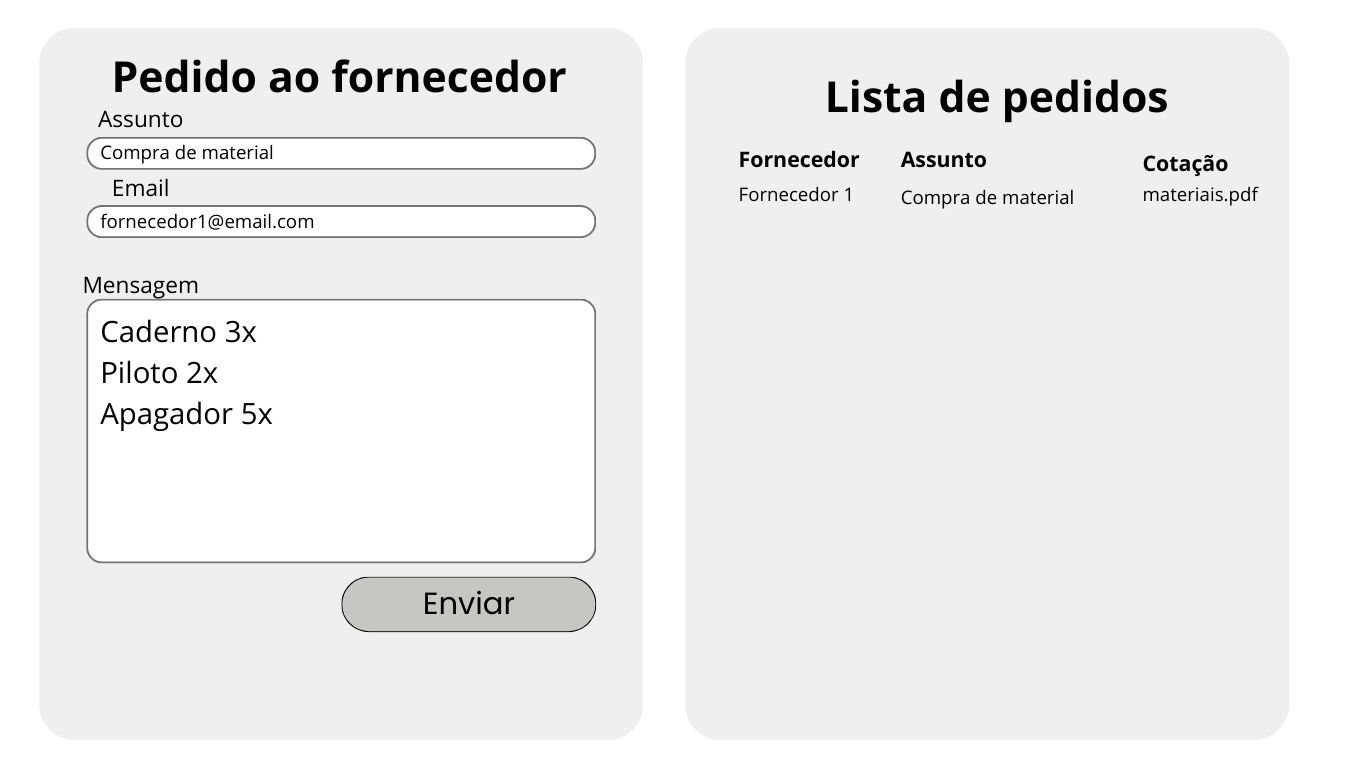 Pedido ao fornecedor
Assunto
Compra de material
Email
fornecedor1@email.com
Mensagem
Caderno 3x
Piloto 2x
Apagador 5x
Enviar
Lista de pedidos
Fornecedor Assunto Cotação
Fornecedor 1 Compra de material materiais.pdf